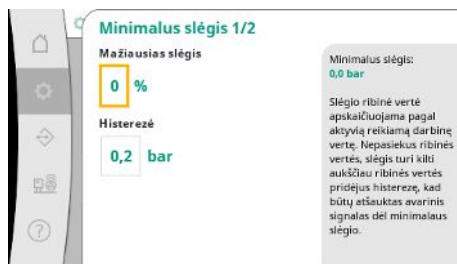 Minimalus slėgis 1/2
Mažiausias slėgis
0 %
Histerezė
0,2 bar
Minimalus slėgis:
0,0 bar
Slėgio ribinė vertė
apskaičiuojama pagal
aktyvią reikiamą darbinę
vertę. Nepasiekus ribinės
vertės, slėgis turi kilti
aukščiau ribinės vertės
pridėjus histerezę, kad
būtų atšauktas avarinis
signalas dėl minimalaus
slėgio.